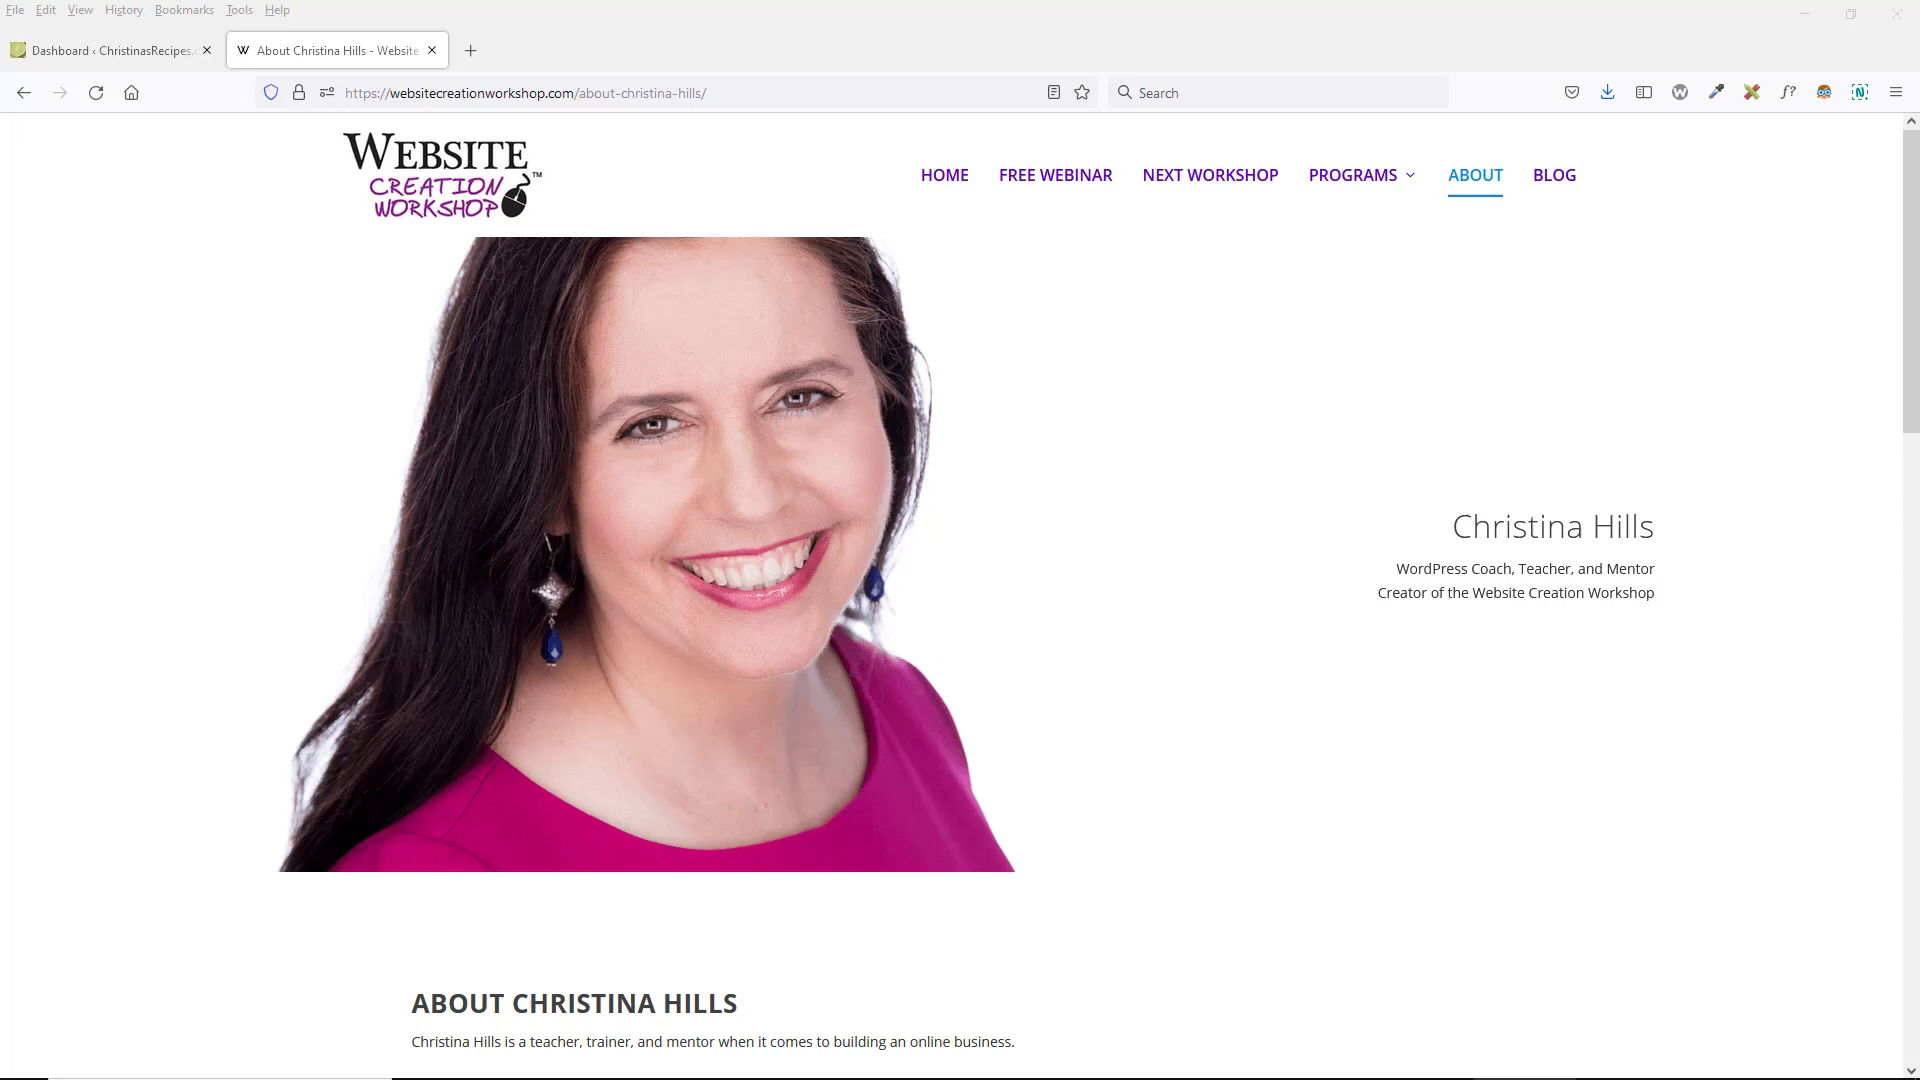 File Edit View History Bookmarks Tools Help
Dashboard ‹ ChristinasRecipes.
About Christina Hills - Website
https://websitecreationworkshop.com/about-christina-hills/
Search
WEBSITE
CREATION
WORKSHOP™
HOME FREE WEBINAR NEXT WORKSHOP PROGRAMS ABOUT BLOG
Christina Hills
WordPress Coach, Teacher, and Mentor
Creator of the Website Creation Workshop
ABOUT CHRISTINA HILLS
Christina Hills is a teacher, trainer, and mentor when it comes to building an online business.